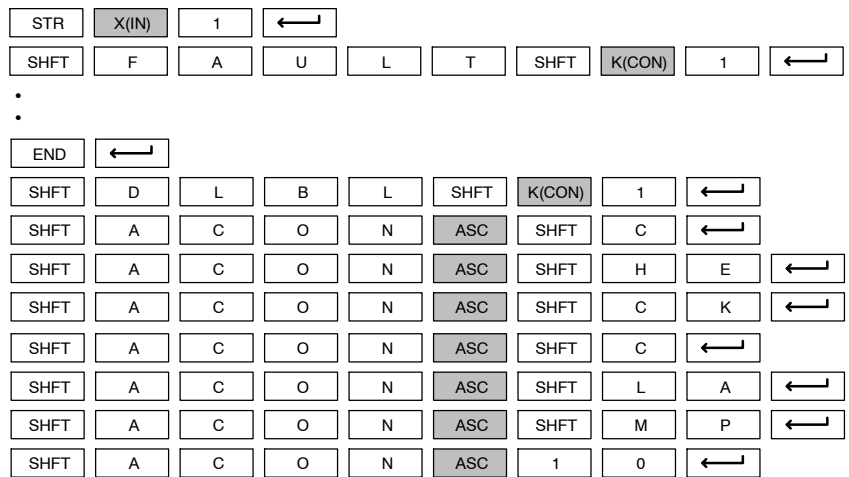 STR X(IN) 1
SHFT F A U L T SHFT K(CON) 1
END
SHFT D L B L SHFT K(CON) 1
SHFT A C O N ASC SHFT C
SHFT A C O N ASC SHFT H E
SHFT A C O N ASC SHFT C K
SHFT A C O N ASC SHFT C
SHFT A C O N ASC SHFT L A
SHFT A C O N ASC SHFT M P
SHFT A C O N ASC 1 0